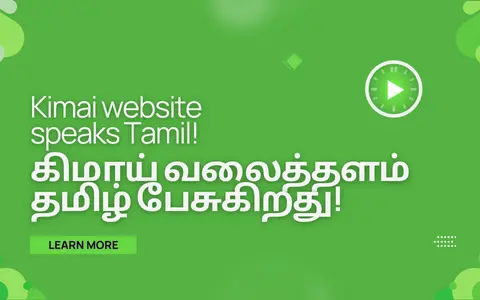 Kimai website
speaks Tamil!
கிமாய் வலைத்தளம்
தமிழ் பேசுகிறது!
LEARN MORE